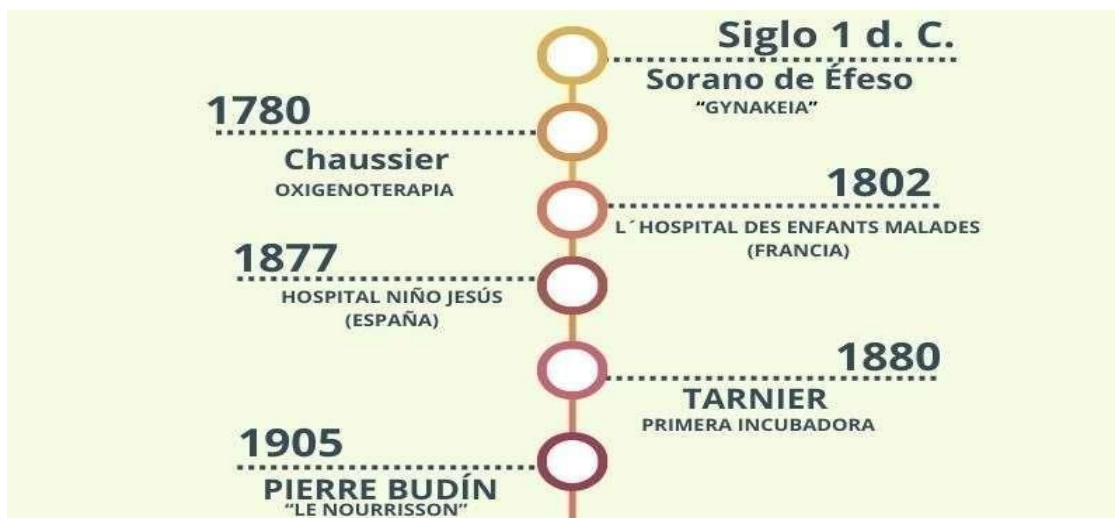 Siglo 1 d. C.
Sorano de Éfeso
“GYNAKEIA”
1780
Chaussier
OXIGENOTERAPIA
1802
L´HOSPITAL DES ENFANTS MALADES
(FRANCIA)
1877
HOSPITAL NIÑO JESÚS
(ESPAÑA)
1880
TARNIER
PRIMERA INCUBADORA
1905
PIERRE BUDÍN
“LE NOURRISSON”